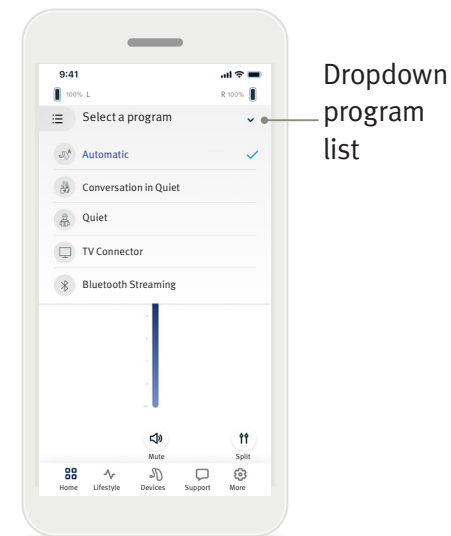 9:41
100% L
R 100%
Select a program
Automatic
Conversation in Quiet
Quiet
TV Connector
Bluetooth Streaming
Mute
Split
Home
Lifestyle
Devices
Support
More
Dropdown
program
list